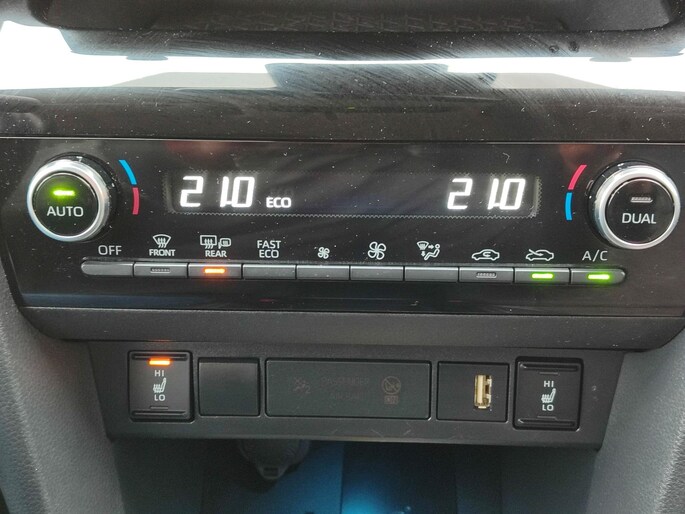 21.0 ECO 21.0
AUTO
DUAL
OFF
FRONT
REAR
FAST
ECO
A/C
HI
LO
HI
LO